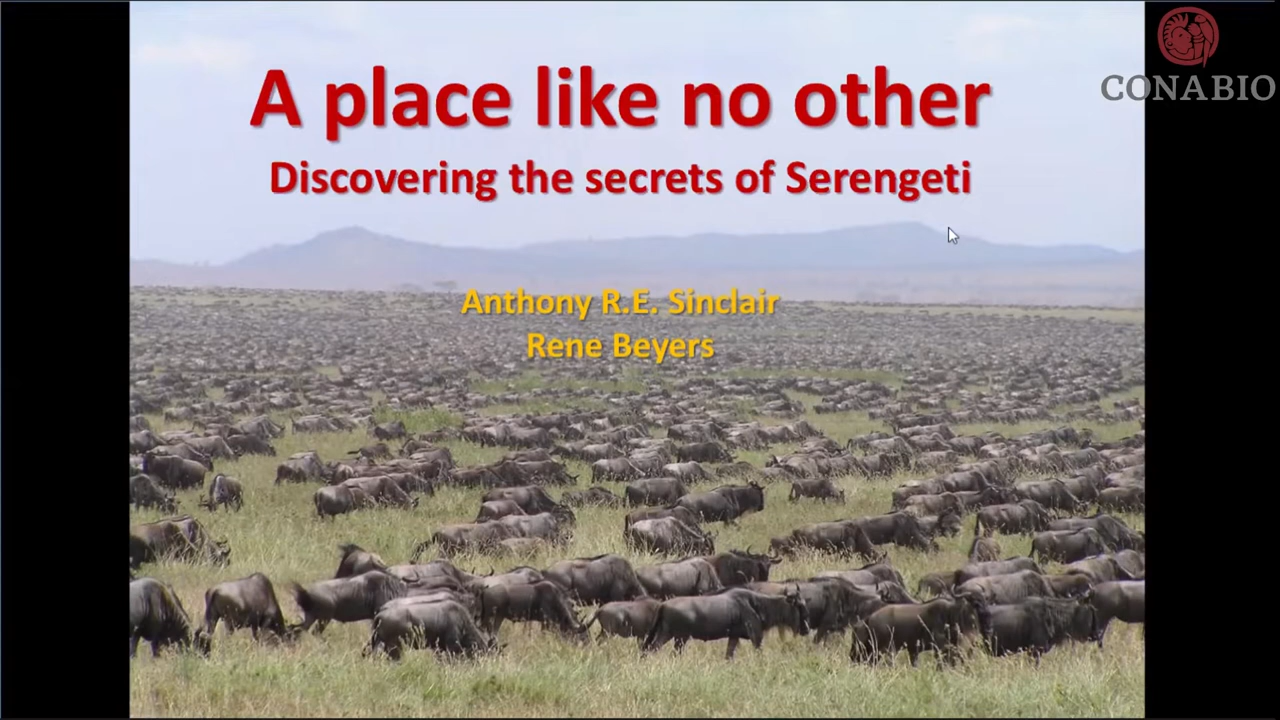 A place like no other
CONABIO
Discovering the secrets of Serengeti
Anthony R.E. Sinclair
Rene Beyers